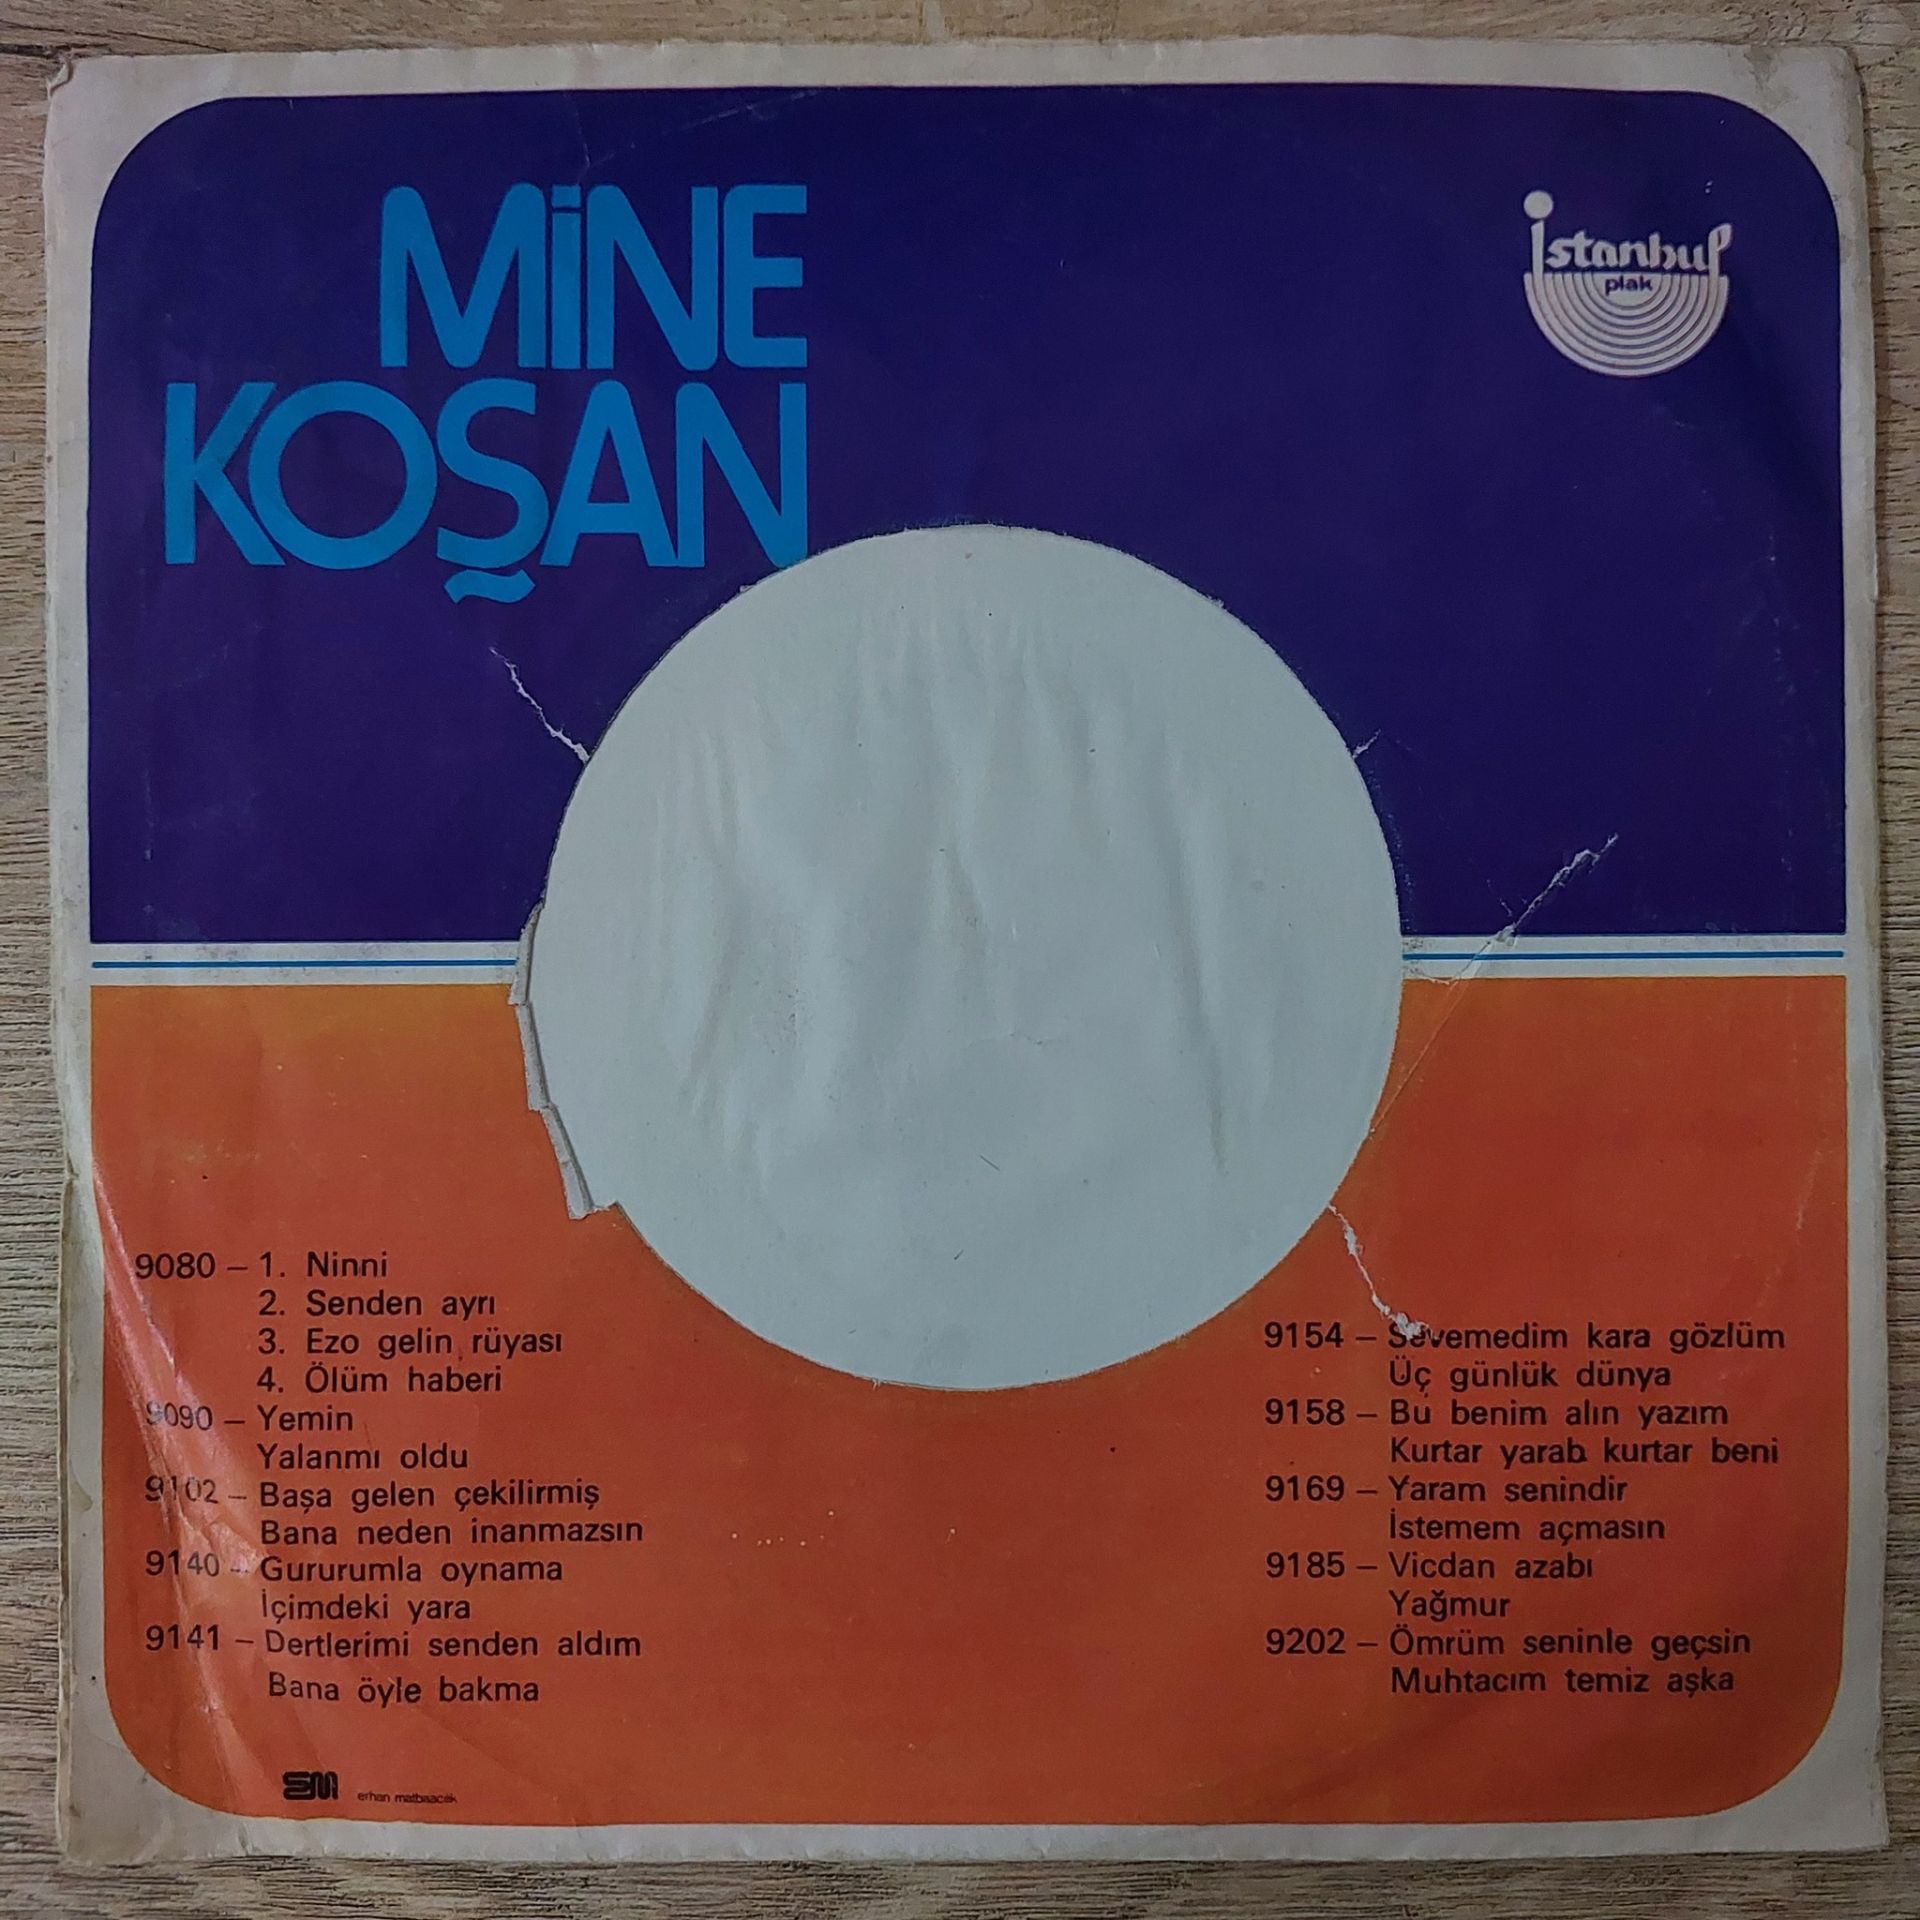 MİNE
KOŞAN
istanbul
plak
9080 – 1. Ninni
2. Senden ayrı
3. Ezo gelin rüyası
4. Ölüm haberi
9090 – Yemin
Yalanmı oldu
9102 – Başa gelen çekilirmiş
Bana neden inanmazsın
9140 – Gururumla oynama
İçimdeki yara
9141 – Dertlerimi senden aldım
Bana öyle bakma
9154 – Sevemedim kara gözlüm
Üç günlük dünya
9158 – Bu benim alın yazım
Kurtar yarab kurtar beni
9169 – Yaram senindir
İstemem açmasın
9185 – Vicdan azabı
Yağmur
9202 – Ömrüm seninle geçsin
Muhtacım temiz aşka
EM erhan matbaacılık